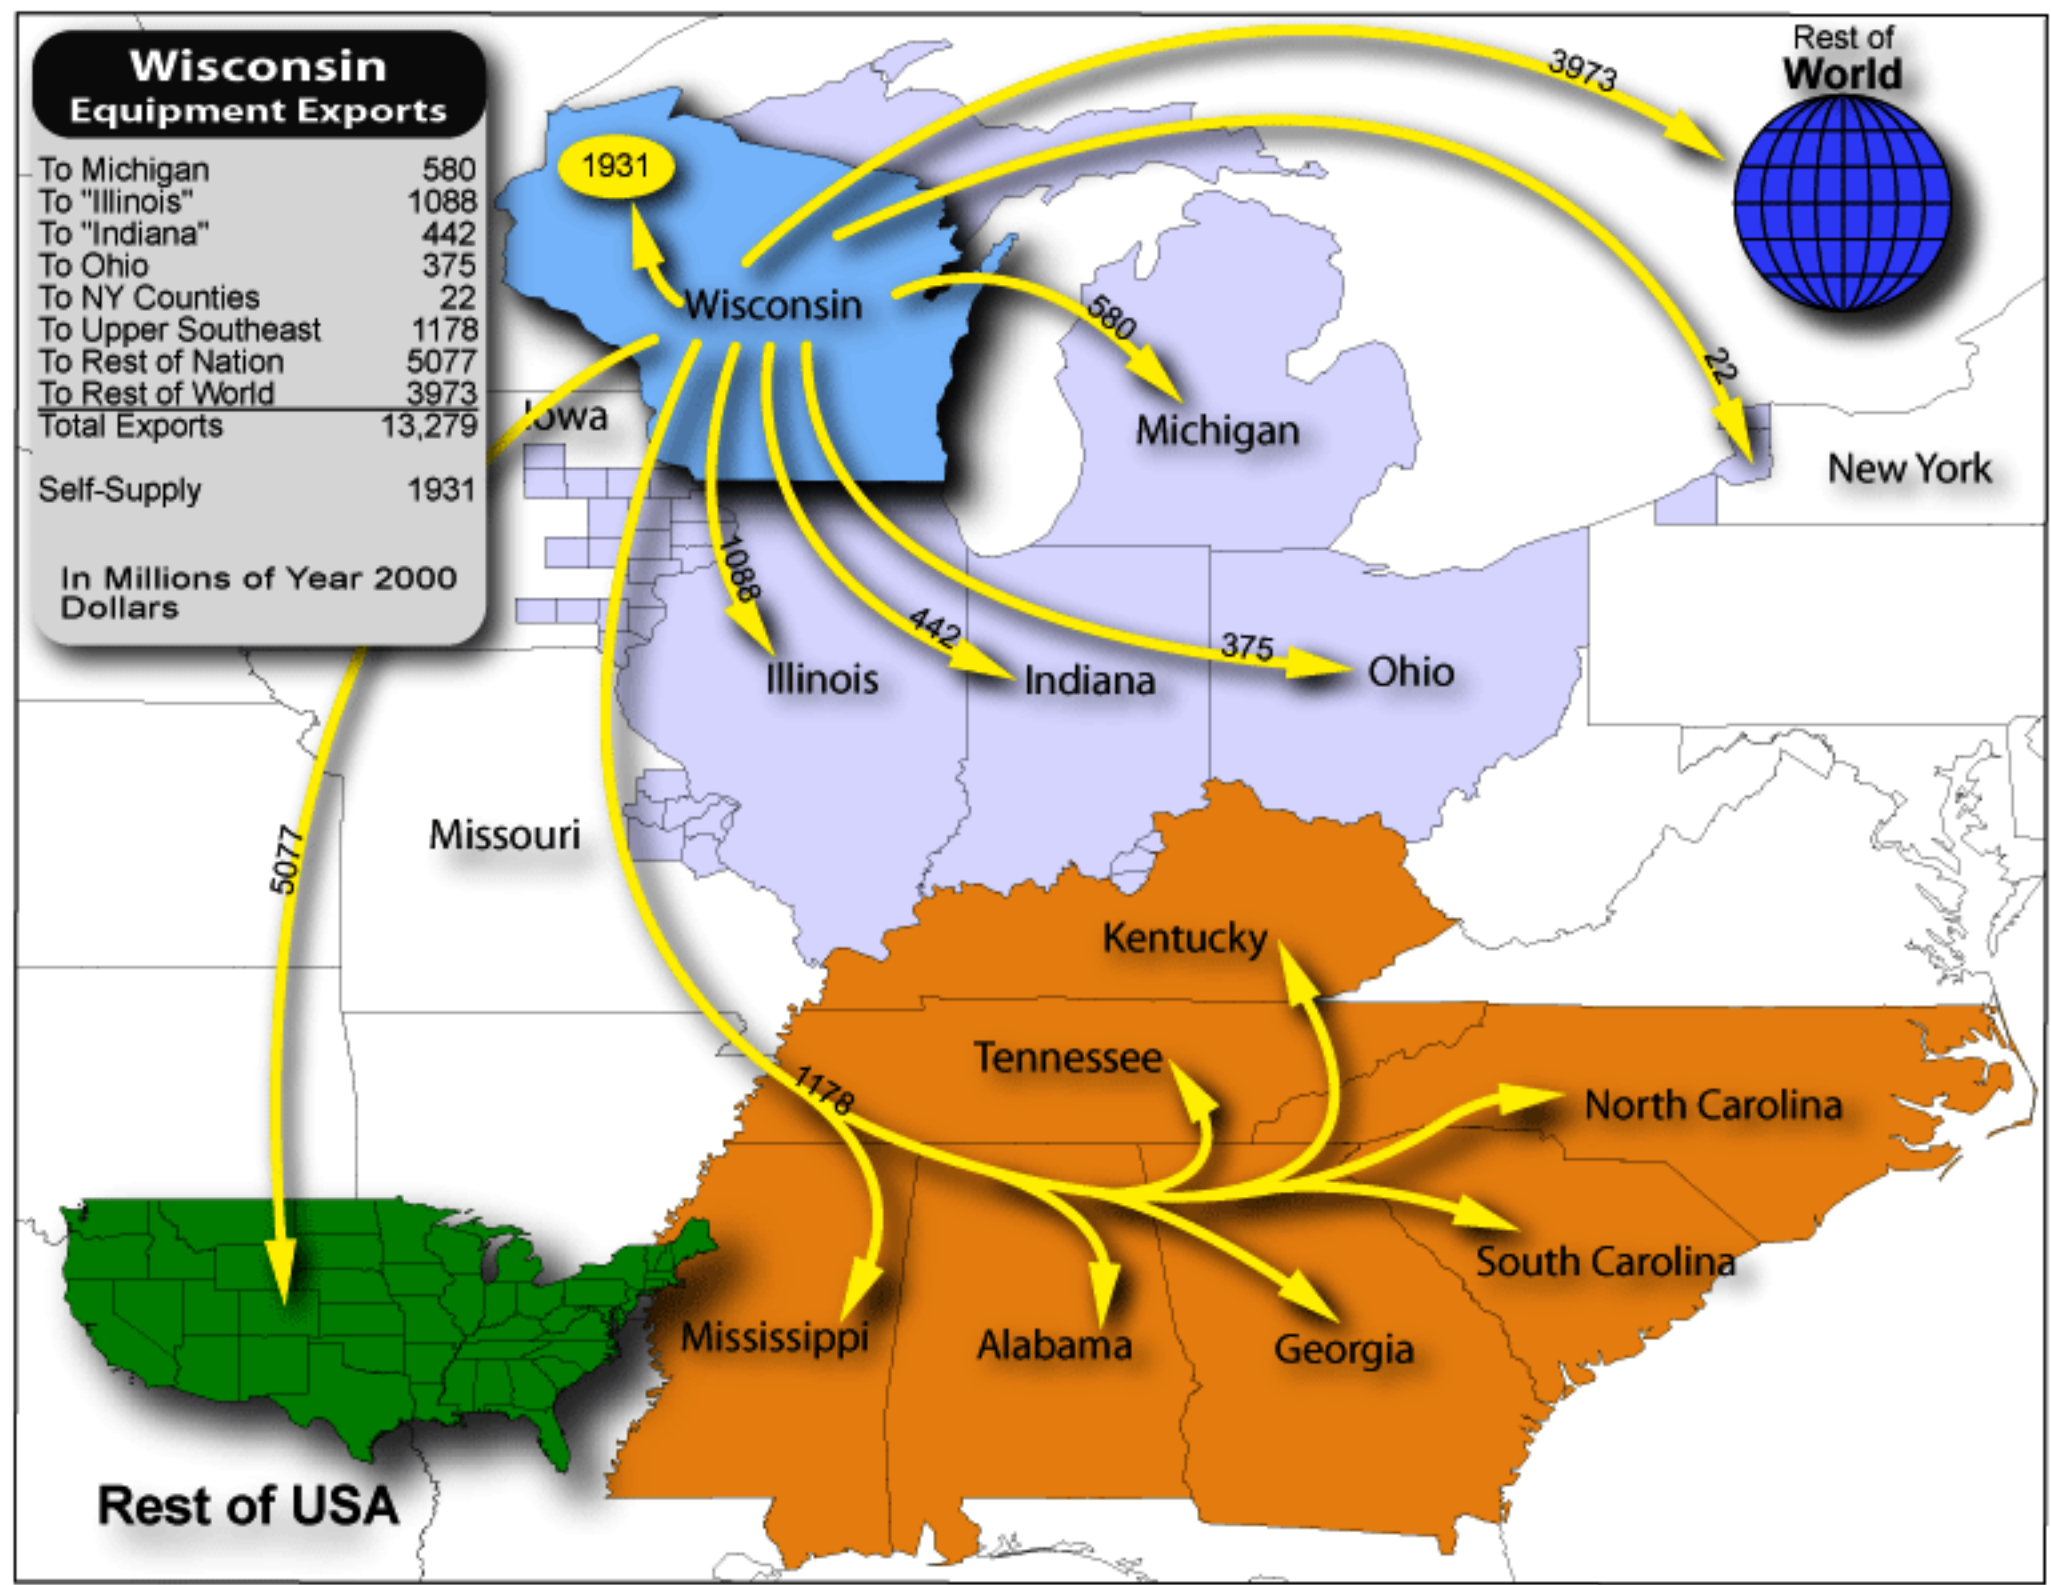 Wisconsin
Equipment Exports
To Michigan 580
To "Illinois" 1088
To "Indiana" 442
To Ohio 375
To NY Counties 22
To Upper Southeast 1178
To Rest of Nation 5077
To Rest of World 3973
Total Exports 13,279
Self-Supply 1931
In Millions of Year 2000
Dollars
Rest of
World
3973
1931
Wisconsin
580
22
Iowa
Michigan
New York
1088
442
375
Illinois
Indiana
Ohio
Missouri
5077
Kentucky
Tennessee
1178
North Carolina
South Carolina
Mississippi
Alabama
Georgia
Rest of USA